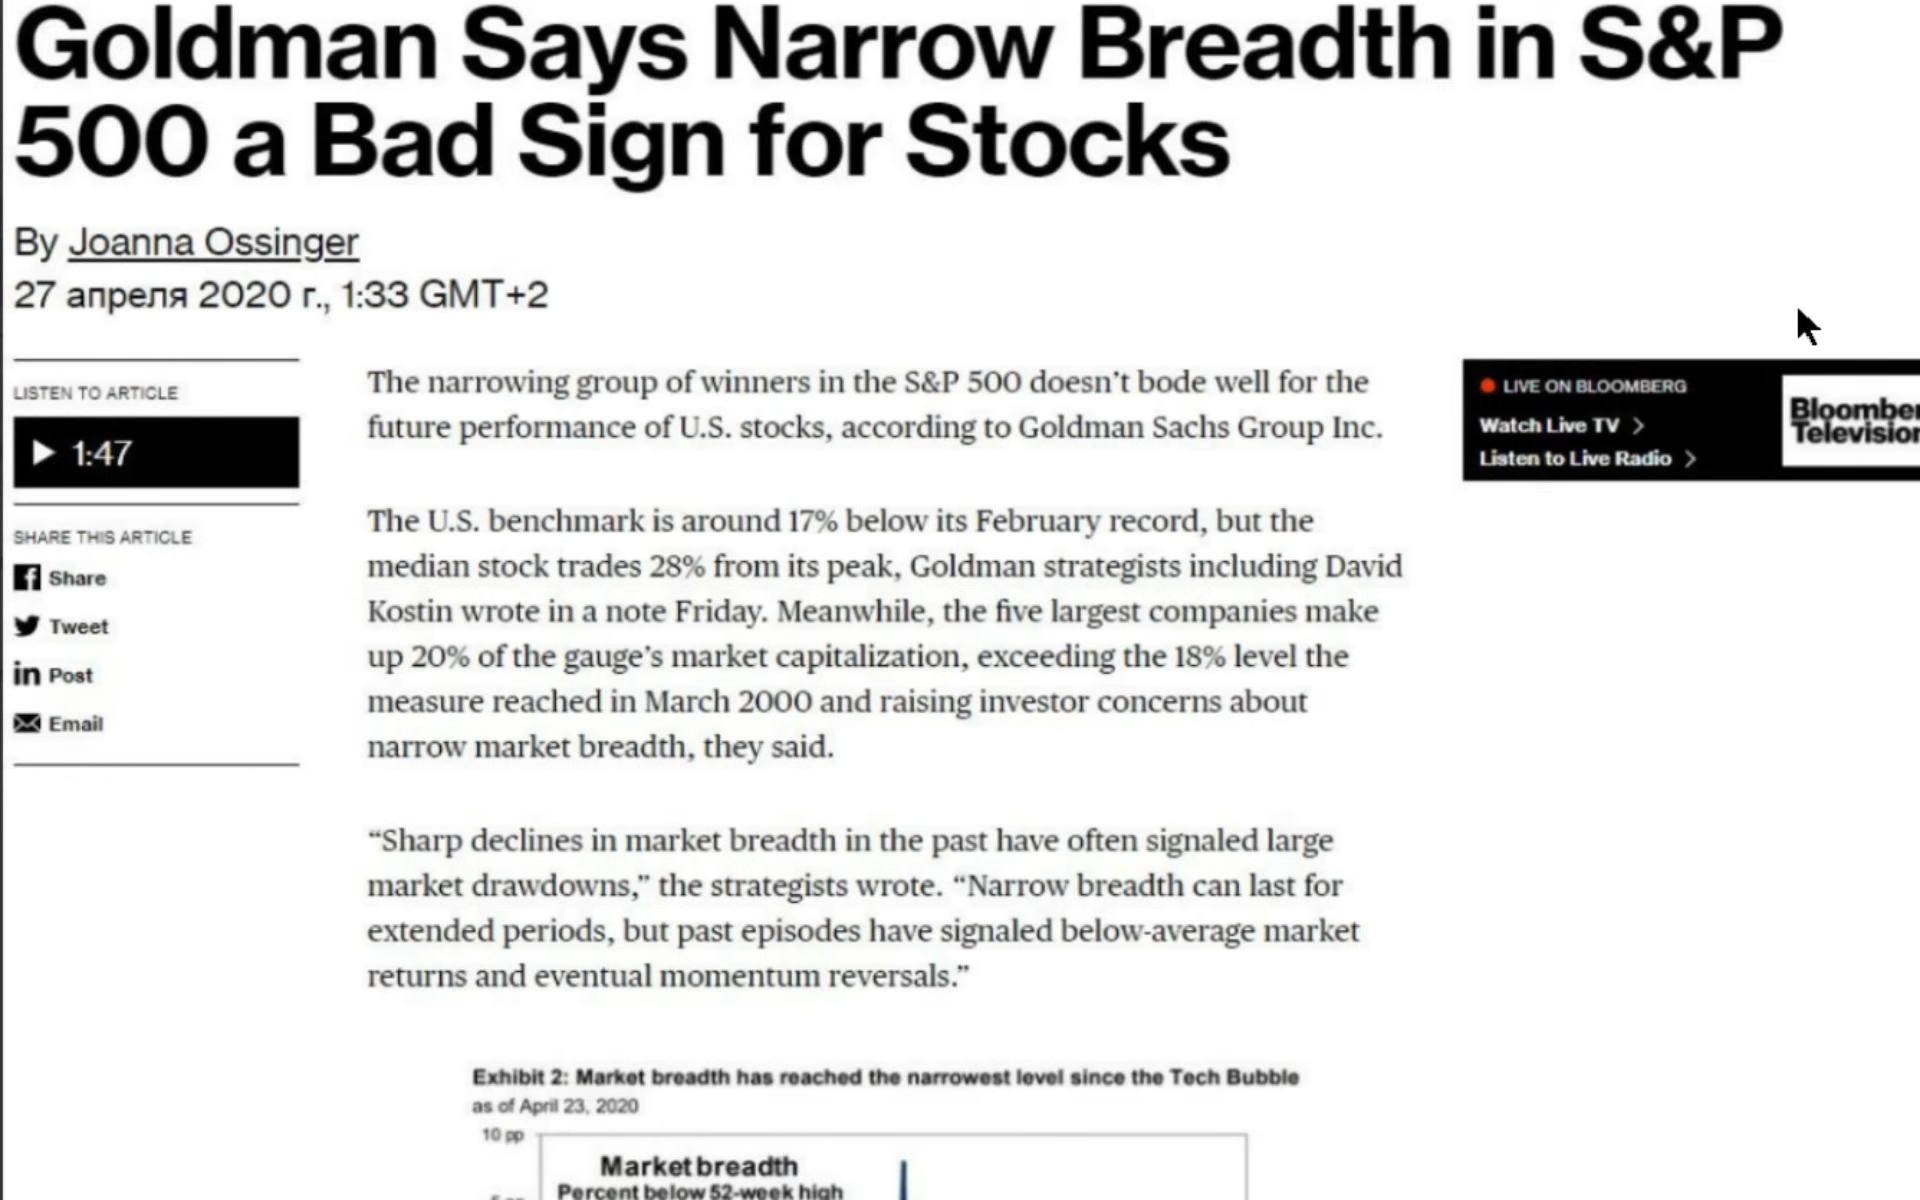 Goldman Says Narrow Breadth in S&P
500 a Bad Sign for Stocks
By Joanna Ossinger
27 апреля 2020 г., 1:33 GMT+2
LISTEN TO ARTICLE
1:47
SHARE THIS ARTICLE
Share
Tweet
Post
Email
The narrowing group of winners in the S&P 500 doesn’t bode well for the
future performance of U.S. stocks, according to Goldman Sachs Group Inc.
The U.S. benchmark is around 17% below its February record, but the
median stock trades 28% from its peak, Goldman strategists including David
Kostin wrote in a note Friday. Meanwhile, the five largest companies make
up 20% of the gauge’s market capitalization, exceeding the 18% level the
measure reached in March 2000 and raising investor concerns about
narrow market breadth, they said.
“Sharp declines in market breadth in the past have often signaled large
market drawdowns,” the strategists wrote. “Narrow breadth can last for
extended periods, but past episodes have signaled below-average market
returns and eventual momentum reversals.”
LIVE ON BLOOMBERG
Watch Live TV
Listen to Live Radio
Bloomber
Television
Exhibit 2: Market breadth has reached the narrowest level since the Tech Bubble
as of April 23, 2020
10 pp
Market breadth
Percent below 52-week high